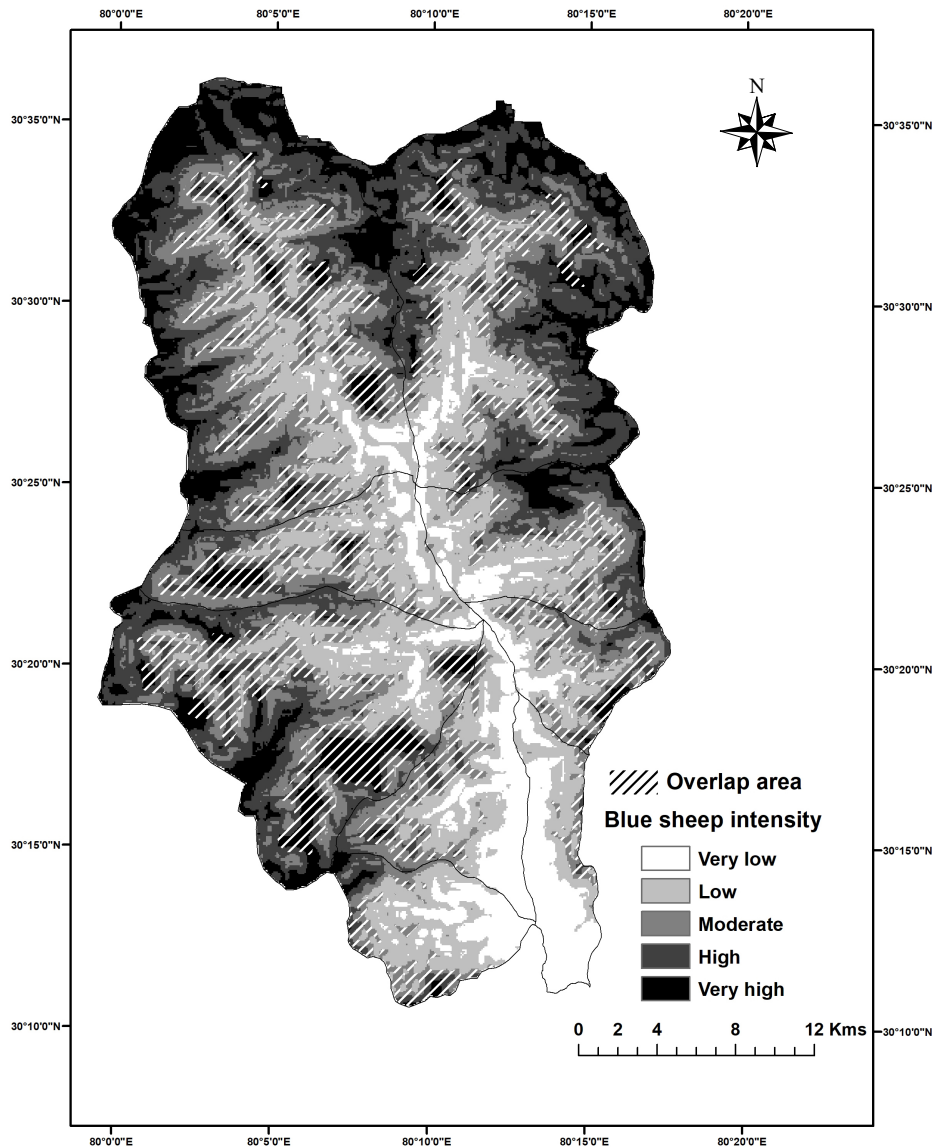 80°0'0"E 80°5'0"E 80°10'0"E 80°15'0"E 80°20'0"E
N
30°35'0"N 30°35'0"N
30°30'0"N 30°30'0"N
30°25'0"N 30°25'0"N
30°20'0"N 30°20'0"N
Overlap area
Blue sheep intensity
30°15'0"N 30°15'0"N
Very low
Low
Moderate
High
Very high
0 2 4 8 12 Kms
30°10'0"N 30°10'0"N
80°0'0"E 80°5'0"E 80°10'0"E 80°15'0"E 80°20'0"E